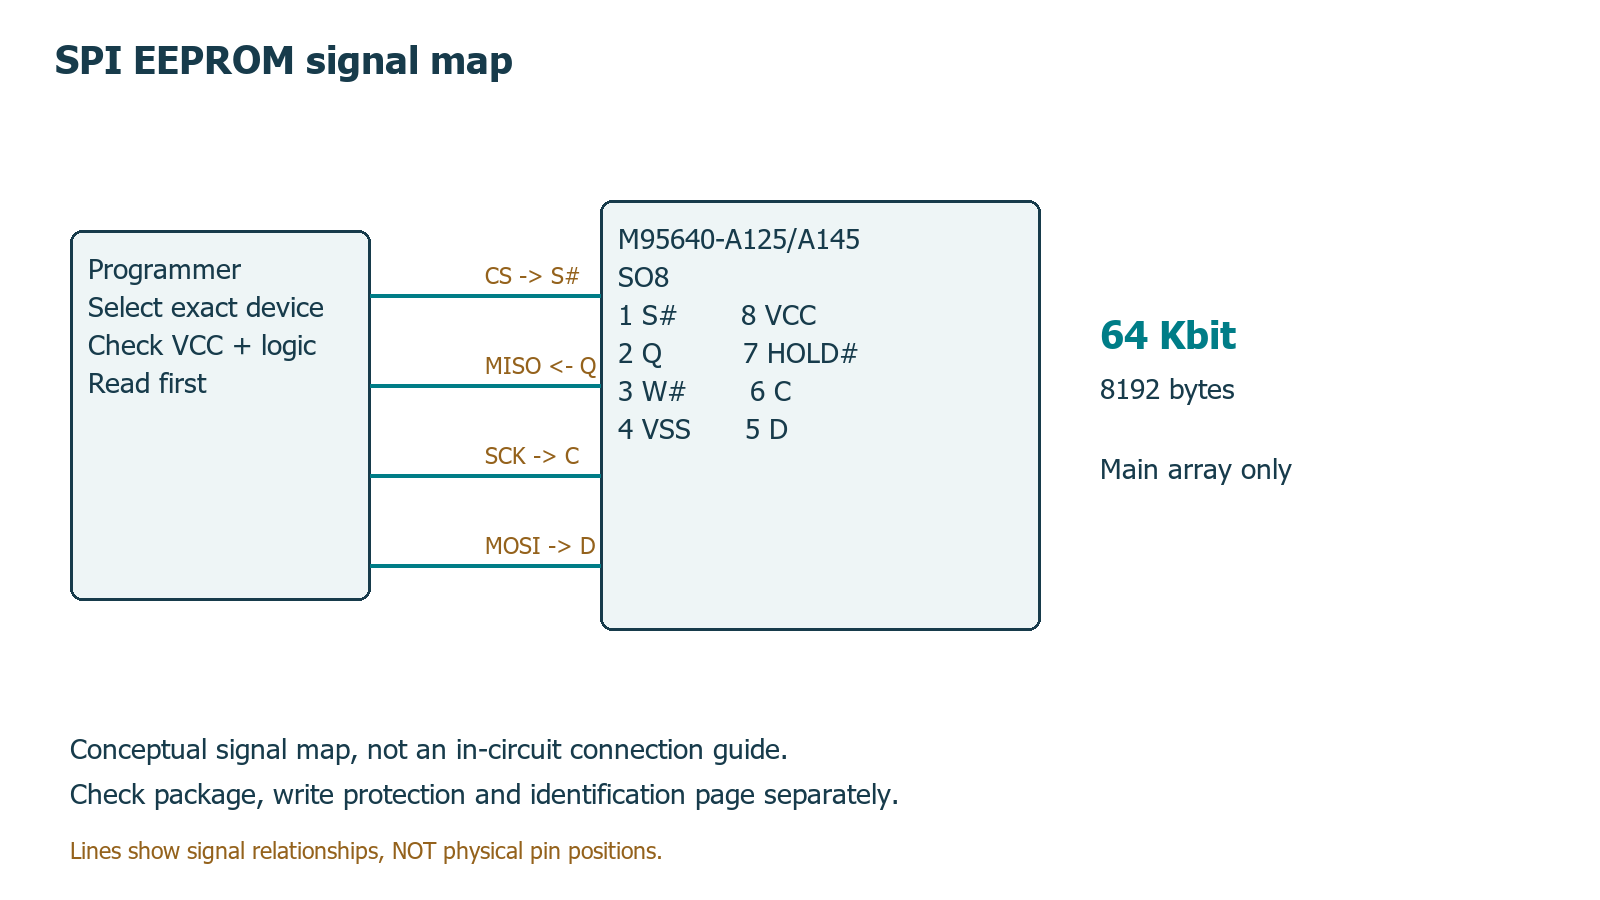 SPI EEPROM signal map
Programmer
Select exact device
Check VCC + logic
Read first
CS -> S#
MISO <- Q
SCK -> C
MOSI -> D
M95640-A125/A145
SO8
1 S# 8 VCC
2 Q 7 HOLD#
3 W# 6 C
4 VSS 5 D
64 Kbit
8192 bytes
Main array only
Conceptual signal map, not an in-circuit connection guide.
Check package, write protection and identification page separately.
Lines show signal relationships, NOT physical pin positions.